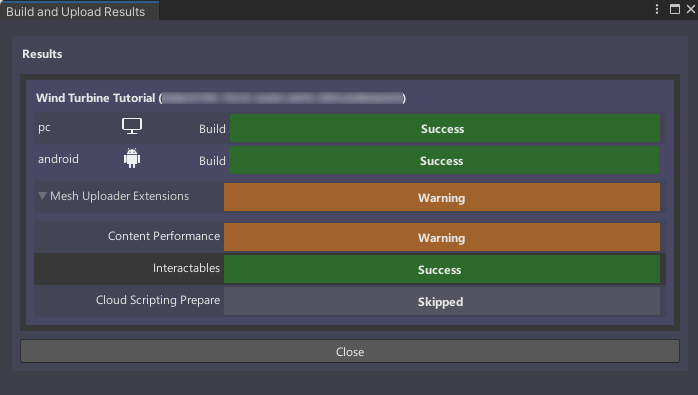 Build and Upload Results
Results
Wind Turbine Tutorial ( )
pc Build Success
android Build Success
Mesh Uploader Extensions Warning
Content Performance Warning
Interactables Success
Cloud Scripting Prepare Skipped
Close